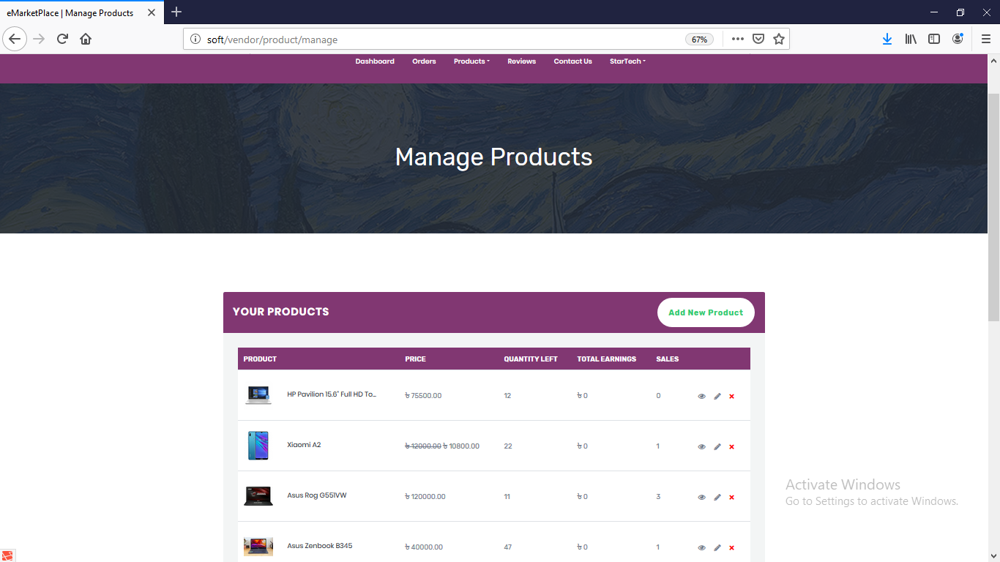 eMarketPlace | Manage Products
soft/vendor/product/manage 67%
Dashboard Orders Products Reviews Contact Us StarTech
Manage Products
YOUR PRODUCTS Add New Product
PRODUCT PRICE QUANTITY LEFT TOTAL EARNINGS SALES
HP Pavilion 15.6" Full HD To... ৳ 75500.00 12 ৳ 0 0
Xiaomi A2 ৳ 12000.00 ৳ 10800.00 22 ৳ 0 1
Asus Rog G551VW ৳ 120000.00 11 ৳ 0 3
Asus Zenbook B345 ৳ 40000.00 47 ৳ 0 1
Activate Windows
Go to Settings to activate Windows.